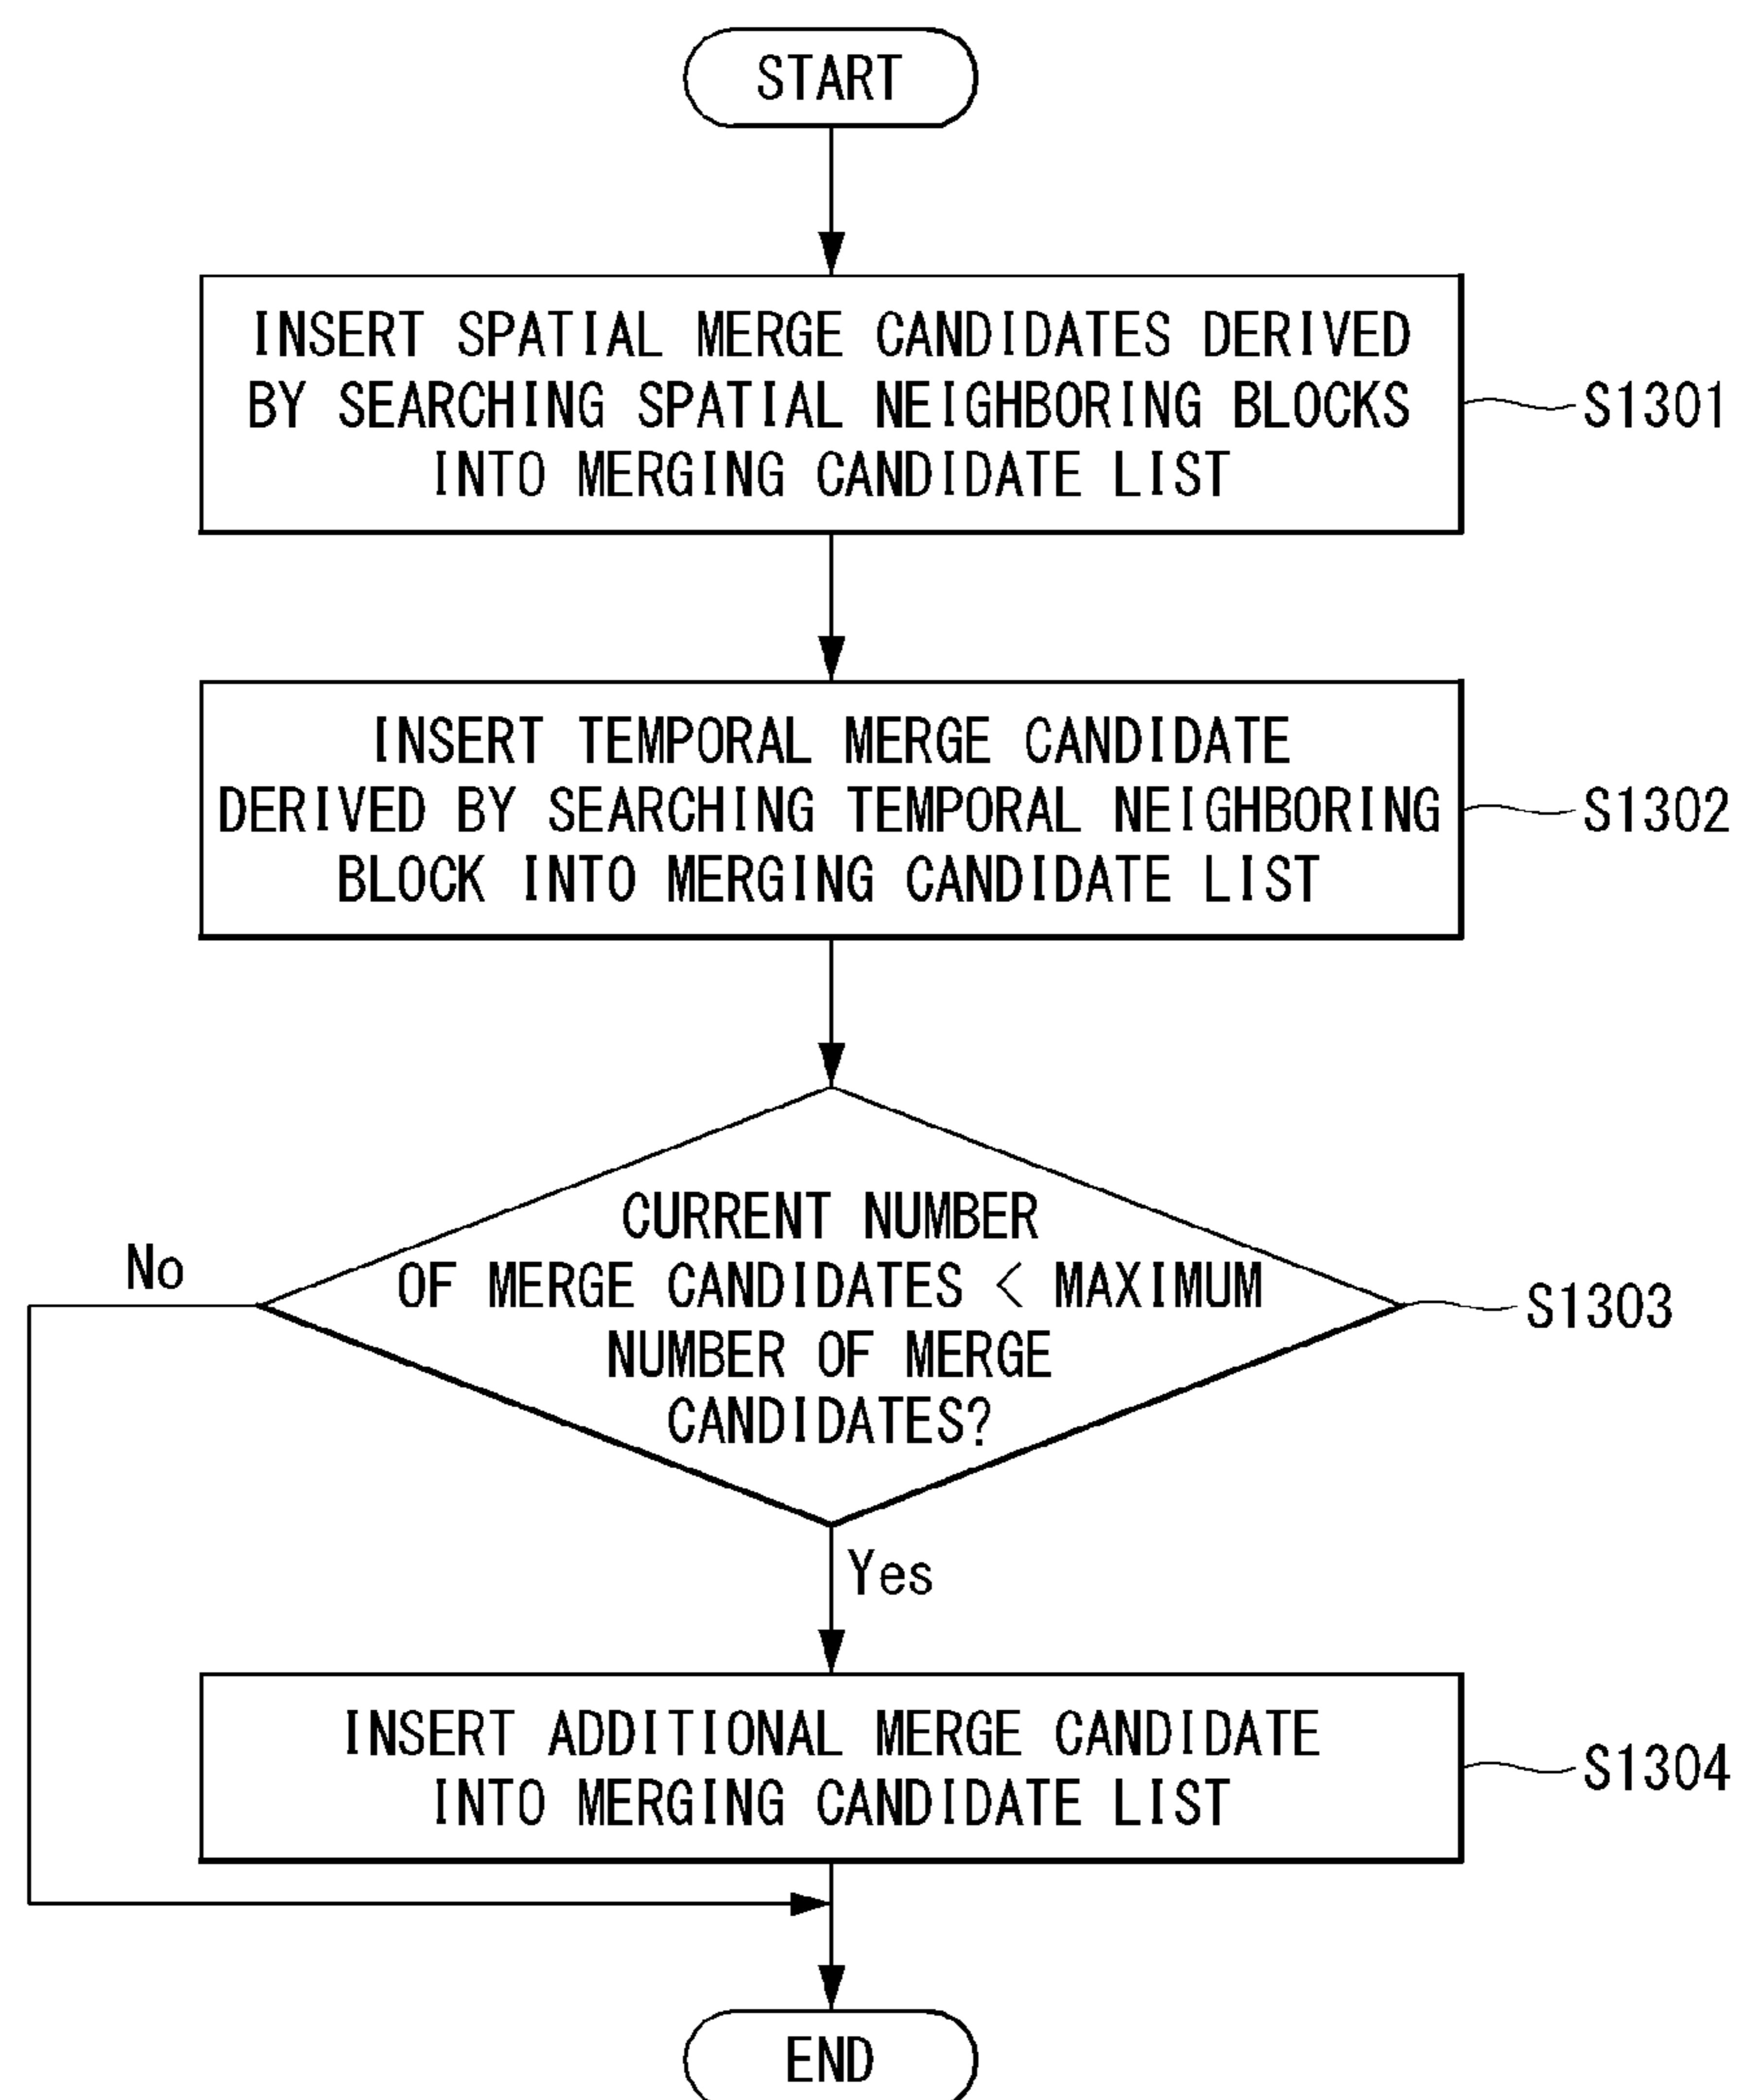 START
INSERT SPATIAL MERGE CANDIDATES DERIVED
BY SEARCHING SPATIAL NEIGHBORING BLOCKS
INTO MERGING CANDIDATE LIST
S1301
INSERT TEMPORAL MERGE CANDIDATE
DERIVED BY SEARCHING TEMPORAL NEIGHBORING
BLOCK INTO MERGING CANDIDATE LIST
S1302
CURRENT NUMBER
OF MERGE CANDIDATES < MAXIMUM
NUMBER OF MERGE
CANDIDATES?
S1303
No
Yes
INSERT ADDITIONAL MERGE CANDIDATE
INTO MERGING CANDIDATE LIST
S1304
END